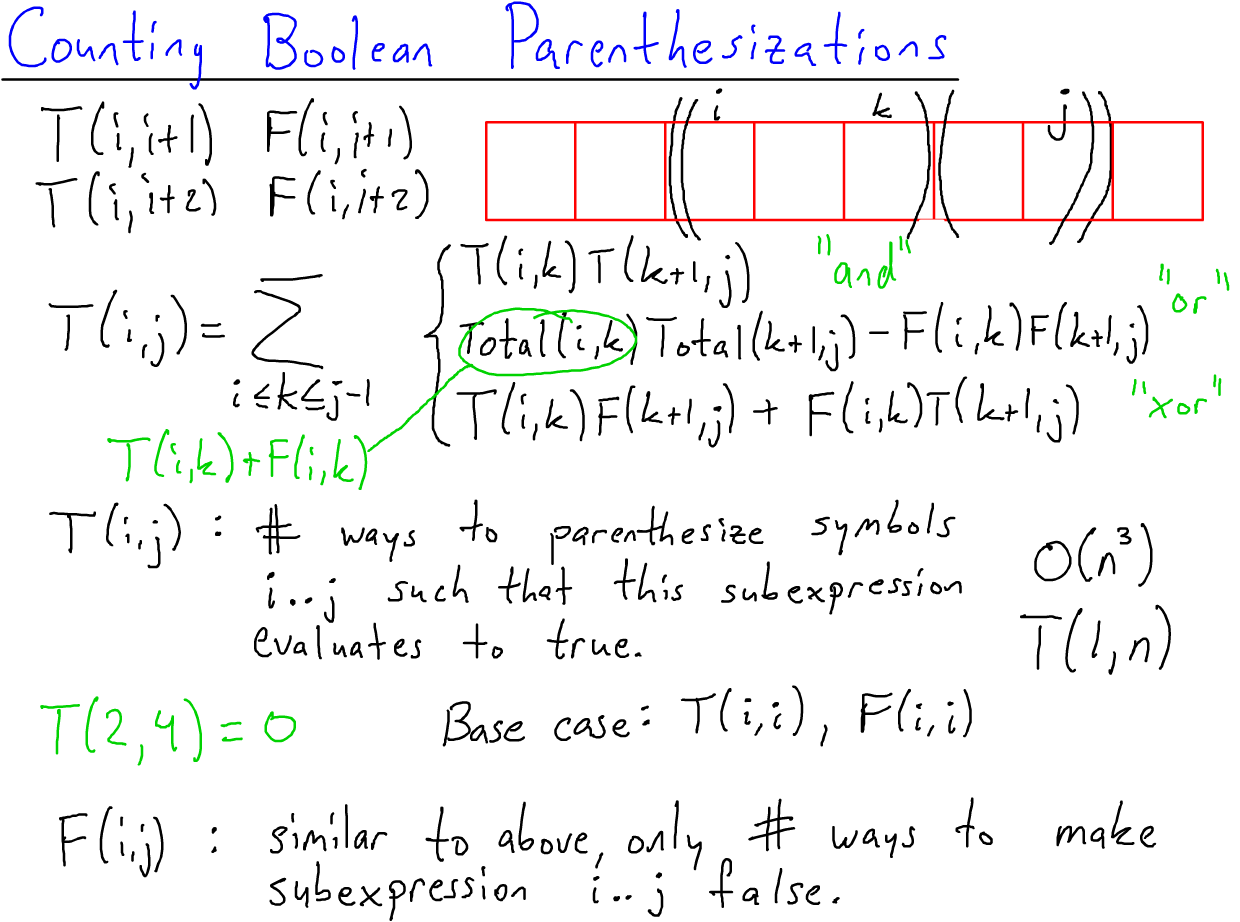 Counting Boolean Parenthesizations
T(i,i+1) F(i,i+1)
T(i,i+2) F(i,i+2)
i k j
T(i,j) = ∑ i≤k≤j-1 {
T(i,k)T(k+1,j) "and"
Total(i,k)Total(k+1,j) - F(i,k)F(k+1,j) "or"
T(i,k)F(k+1,j) + F(i,k)T(k+1,j) "xor"
T(i,k)+F(i,k)
T(i,j) : # ways to parenthesize symbols
i..j such that this subexpression
evaluates to true.
O(n³)
T(1,n)
T(2,4) = 0
Base case: T(i,i), F(i,i)
F(i,j) : similar to above, only # ways to make
subexpression i..j false.